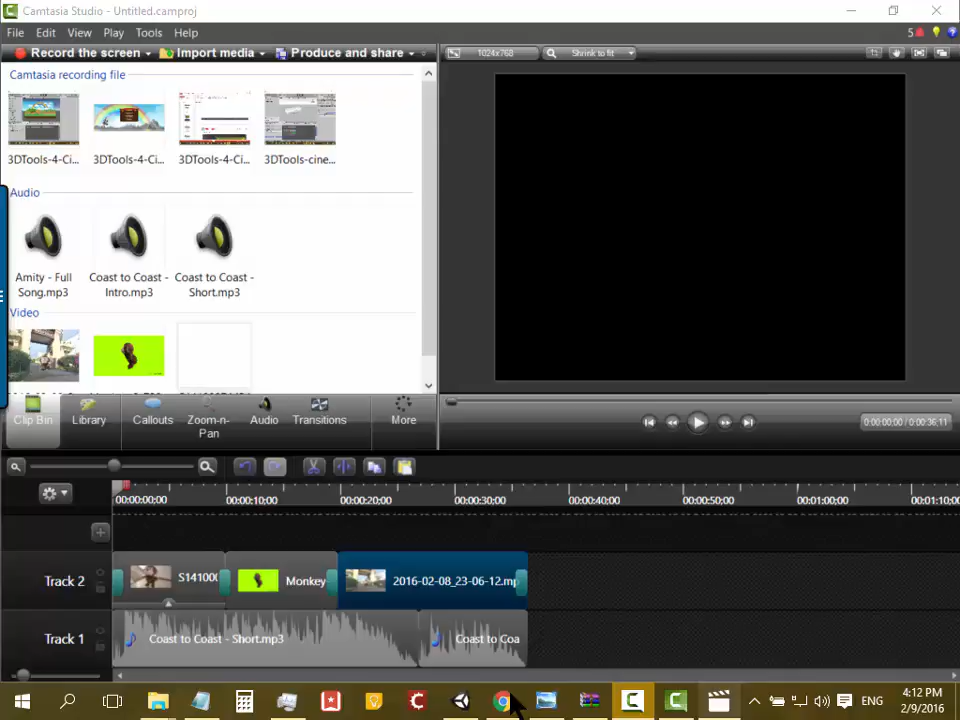 Camtasia Studio - Untitled.camproj
File Edit View Play Tools Help
5
Record the screen Import media Produce and share
1024x768 Shrink to fit
Camtasia recording file
3DTools-4-Ci... 3DTools-4-Ci... 3DTools-4-Ci... 3DTools-cine...
Audio
Amity - Full Song.mp3
Coast to Coast - Intro.mp3
Coast to Coast - Short.mp3
Video
Clip Bin Library Callouts Zoom-n-Pan Audio Transitions More
0:00:00;00 / 0:00:36;11
00:00:00;00 00:00:10;00 00:00:20;00 00:00:30;00 00:00:40;00 00:00:50;00 00:01:00;00 00:01:10;00
Track 2 S14100 Monkey 2016-02-08_23-06-12.mp
Track 1 Coast to Coast - Short.mp3 Coast to Coa
ENG
4:12 PM
2/9/2016